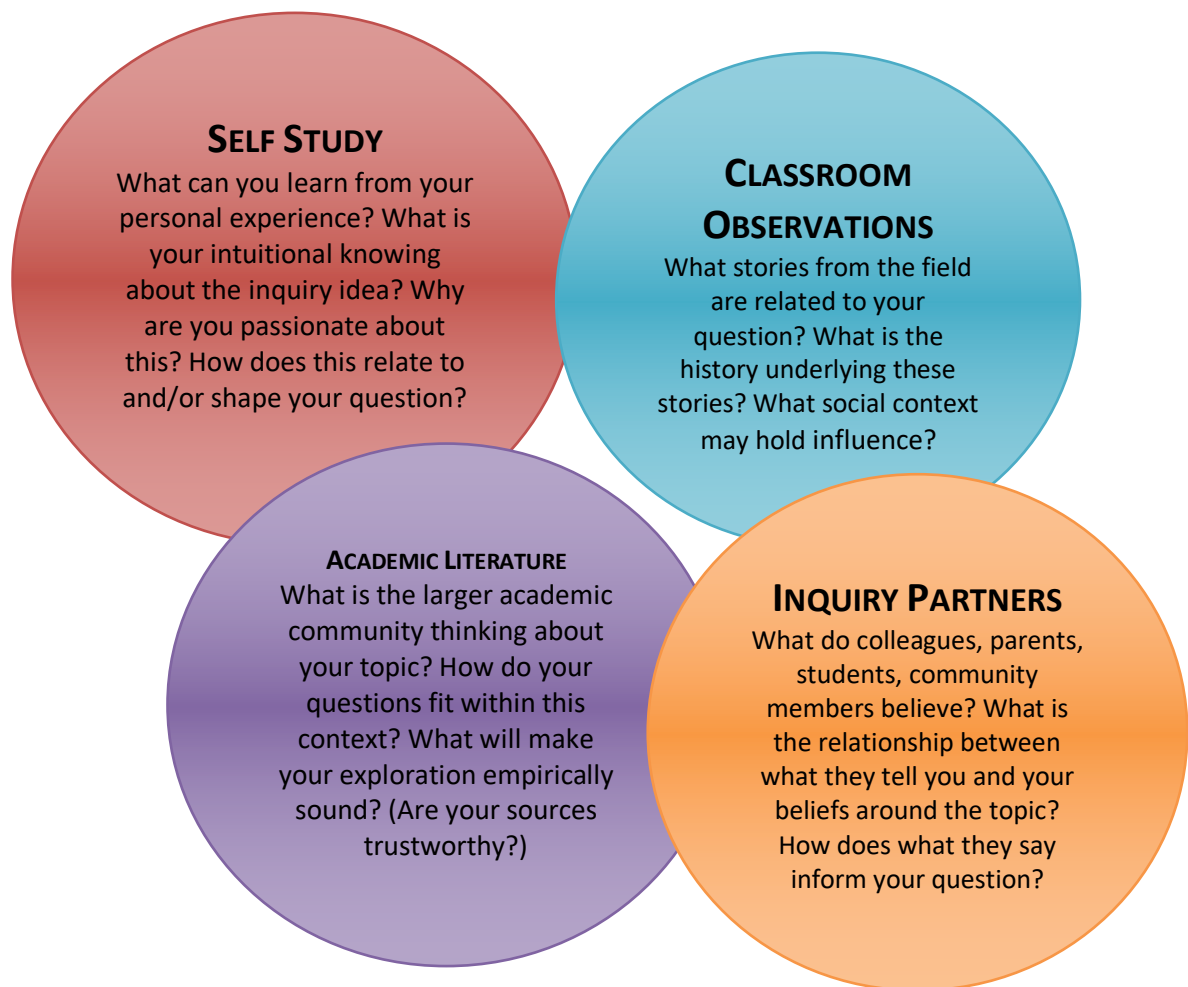 SELF STUDY
What can you learn from your
personal experience? What is
your intuitional knowing
about the inquiry idea? Why
are you passionate about
this? How does this relate to
and/or shape your question?
CLASSROOM
OBSERVATIONS
What stories from the field
are related to your
question? What is the
history underlying these
stories? What social context
may hold influence?
ACADEMIC LITERATURE
What is the larger academic
community thinking about
your topic? How do your
questions fit within this
context? What will make
your exploration empirically
sound? (Are your sources
trustworthy?)
INQUIRY PARTNERS
What do colleagues, parents,
students, community
members believe? What is
the relationship between
what they tell you and your
beliefs around the topic?
How does what they say
inform your question?